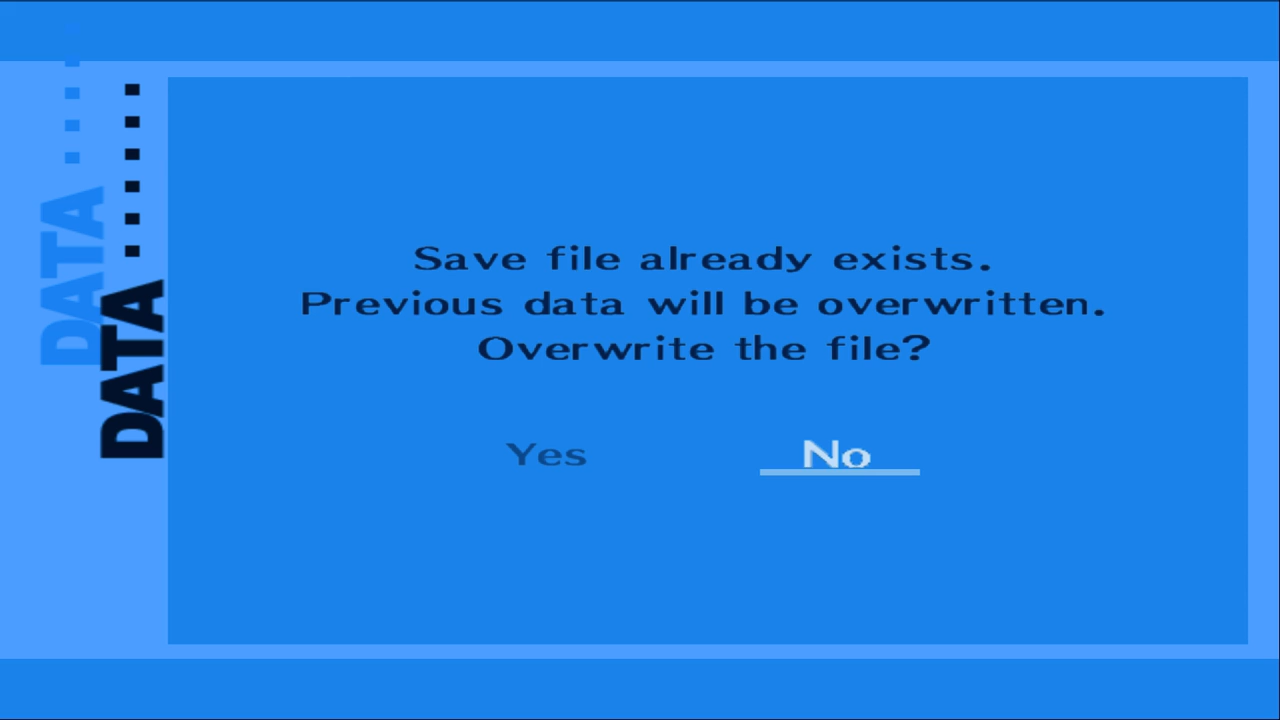 DATA ......
DATA ....
Save file already exists.
Previous data will be overwritten.
Overwrite the file?
Yes
No